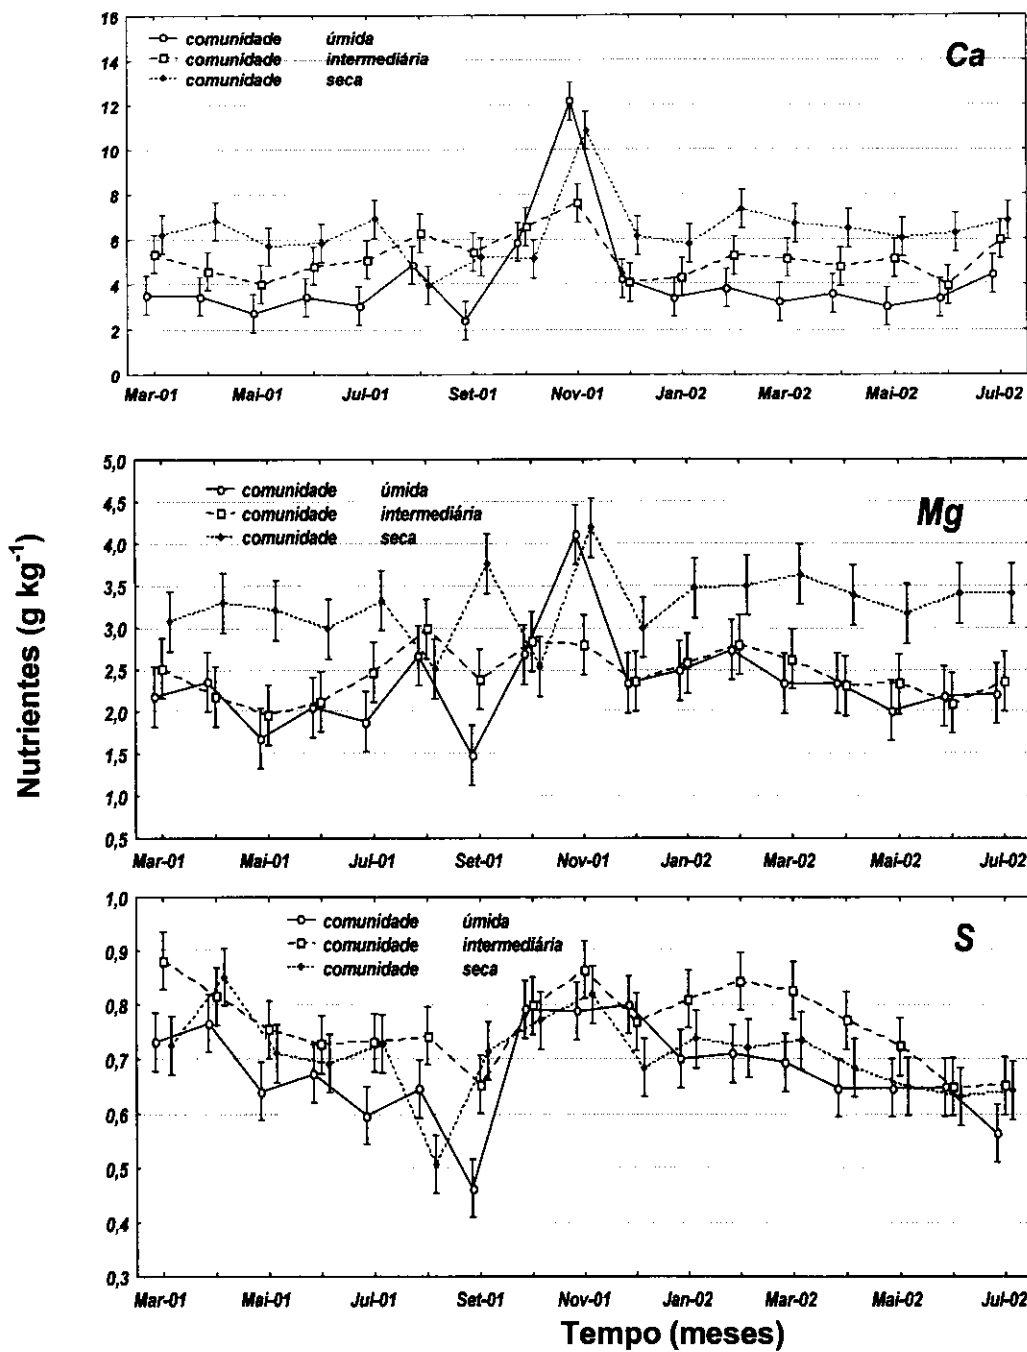 16
14
12
10
8
6
4
2
0
comunidade úmida
comunidade intermediária
comunidade seca
Ca
Mar-01 Mai-01 Jul-01 Set-01 Nov-01 Jan-02 Mar-02 Mai-02 Jul-02
Nutrientes (g kg⁻¹)
5,0
4,5
4,0
3,5
3,0
2,5
2,0
1,5
1,0
0,5
comunidade úmida
comunidade intermediária
comunidade seca
Mg
Mar-01 Mai-01 Jul-01 Set-01 Nov-01 Jan-02 Mar-02 Mai-02 Jul-02
1,0
0,9
0,8
0,7
0,6
0,5
0,4
0,3
comunidade úmida
comunidade intermediária
comunidade seca
S
Mar-01 Mai-01 Jul-01 Set-01 Nov-01 Jan-02 Mar-02 Mai-02 Jul-02
Tempo (meses)